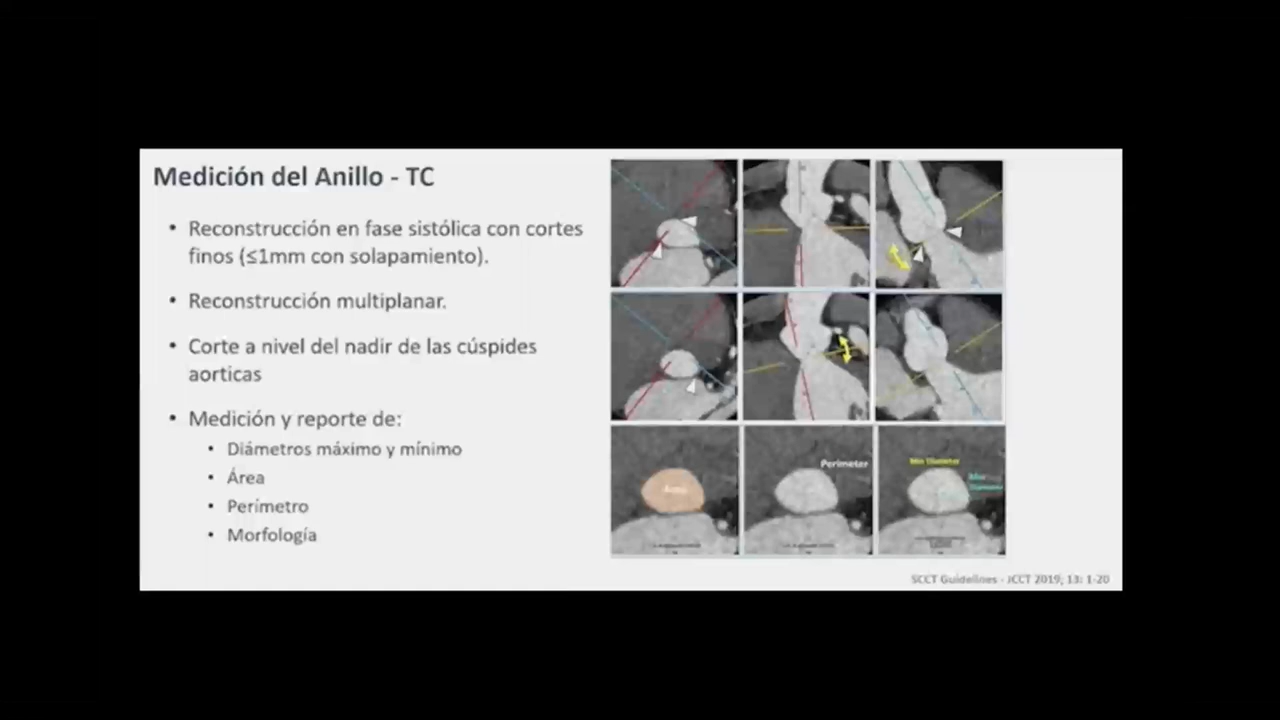 Medición del Anillo - TC
• Reconstrucción en fase sistólica con cortes
finos (≤1mm con solapamiento).
• Reconstrucción multiplanar.
• Corte a nivel del nadir de las cúspides
aorticas
• Medición y reporte de:
• Diámetros máximo y mínimo
• Área
• Perímetro
• Morfología
Area
Perimeter
Min Diameter
Max
Diameter
SCCT Guidelines - JCCT 2019; 13: 1-20